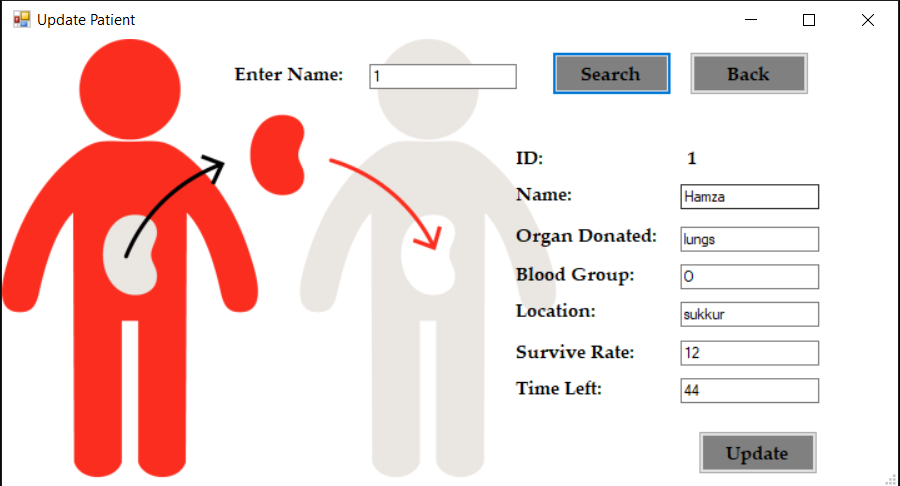 Update Patient
Enter Name: 1 Search Back
ID: 1
Name: Hamza
Organ Donated: lungs
Blood Group: O
Location: sukkur
Survive Rate: 12
Time Left: 44
Update